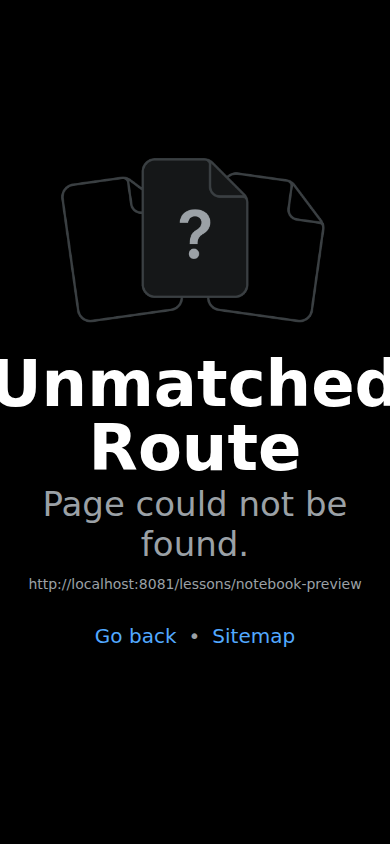 ?
Unmatched
Route
Page could not be
found.
http://localhost:8081/lessons/notebook-preview
Go back • Sitemap